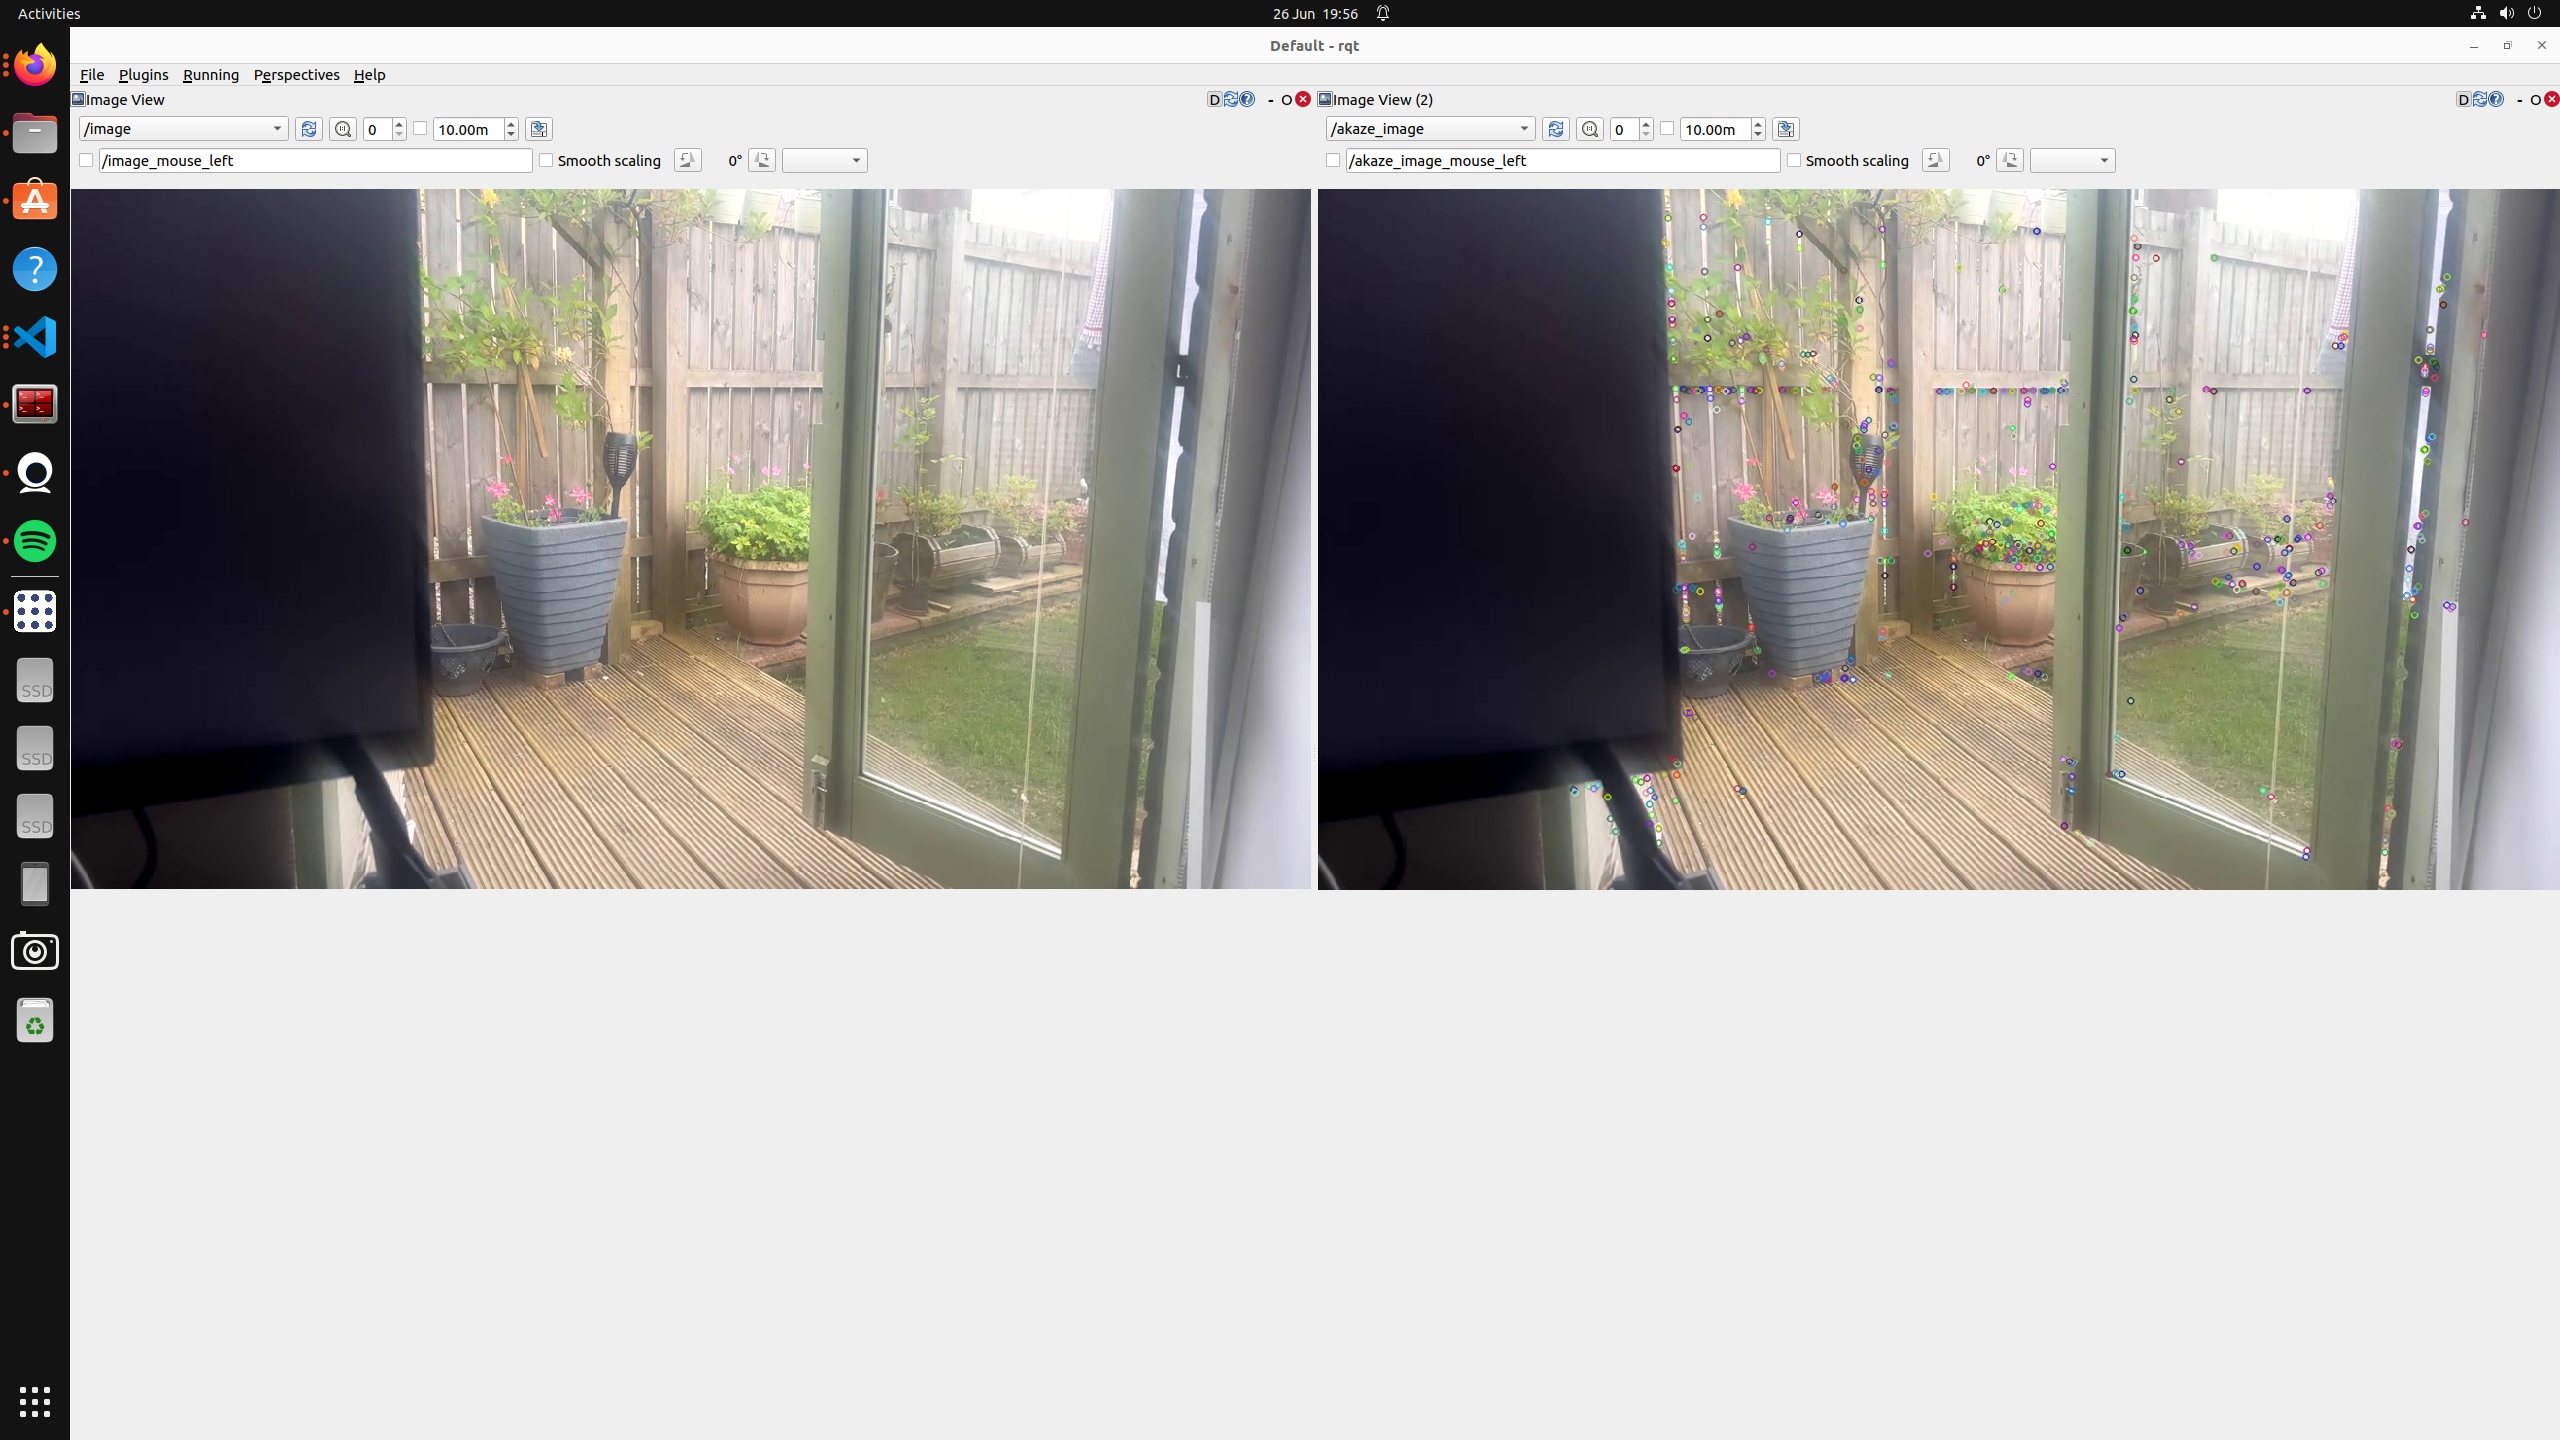 Activities
26 Jun 19:56
Default - rqt
File Plugins Running Perspectives Help
Image View
D
- O
/image
0
10.00m
/image_mouse_left
Smooth scaling
0°
Image View (2)
D
- O
/akaze_image
0
10.00m
/akaze_image_mouse_left
Smooth scaling
0°
SSD
SSD
SSD